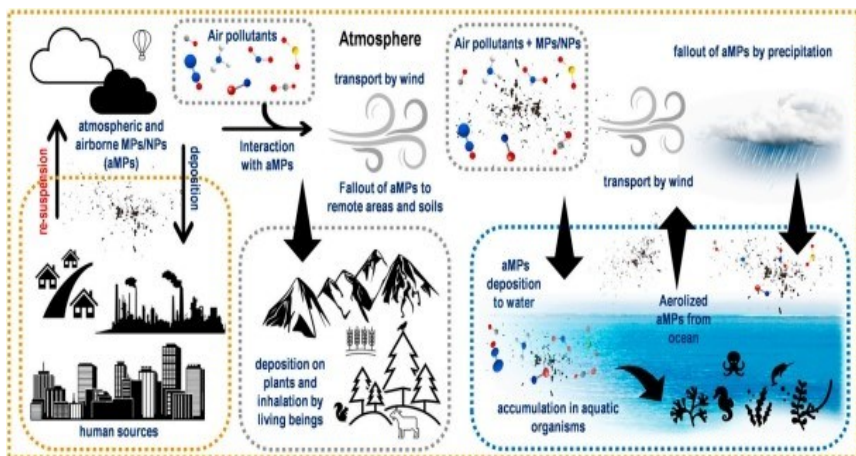 Air pollutants
Atmosphere
Air pollutants + MPs/NPs
fallout of aMPs by precipitation
transport by wind
atmospheric and
airborne MPs/NPs
(aMPs)
re-suspension
deposition
Interaction
with aMPs
Fallout of aMPs to
remote areas and soils
transport by wind
aMPs
deposition
to water
Aerolized
aMPs from
ocean
deposition on
plants and
inhalation by
living beings
accumulation in aquatic
organisms
human sources